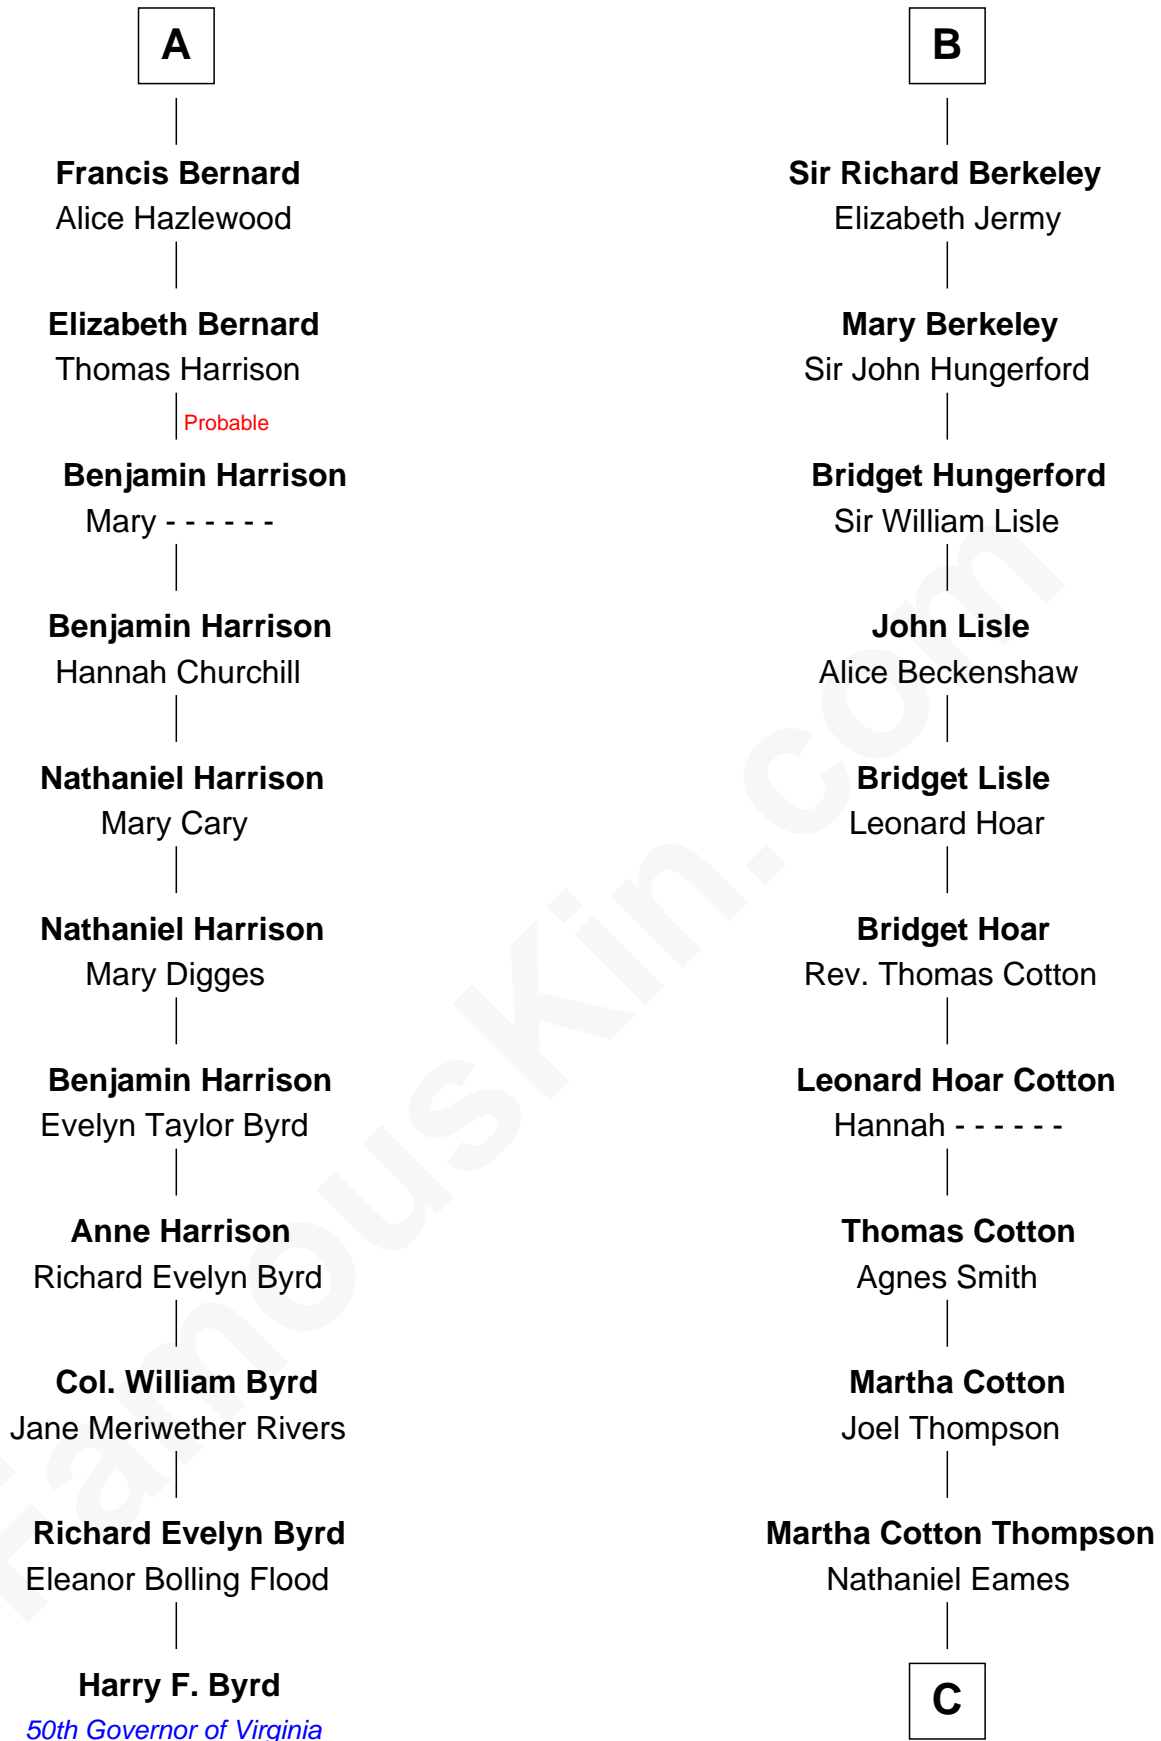 A
Francis Bernard
Alice Hazlewood
Elizabeth Bernard
Thomas Harrison
Probable
Benjamin Harrison
Mary - - - - - -
Benjamin Harrison
Hannah Churchill
Nathaniel Harrison
Mary Cary
Nathaniel Harrison
Mary Digges
Benjamin Harrison
Evelyn Taylor Byrd
Anne Harrison
Richard Evelyn Byrd
Col. William Byrd
Jane Meriwether Rivers
Richard Evelyn Byrd
Eleanor Bolling Flood
Harry F. Byrd
50th Governor of Virginia
B
Sir Richard Berkeley
Elizabeth Jermy
Mary Berkeley
Sir John Hungerford
Bridget Hungerford
Sir William Lisle
John Lisle
Alice Beckenshaw
Bridget Lisle
Leonard Hoar
Bridget Hoar
Rev. Thomas Cotton
Leonard Hoar Cotton
Hannah - - - - - -
Thomas Cotton
Agnes Smith
Martha Cotton
Joel Thompson
Martha Cotton Thompson
Nathaniel Eames
C
FamousKin.com